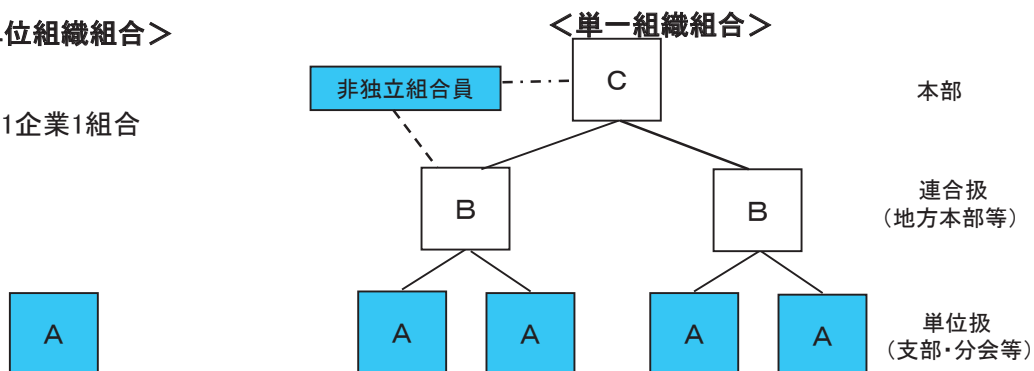 位組織組合＞
1企業1組合
A
＜単一組織組合＞
C
本部
非独立組合員
B
B
連合扱
（地方本部等）
A
A
A
A
単位扱
（支部・分会等）